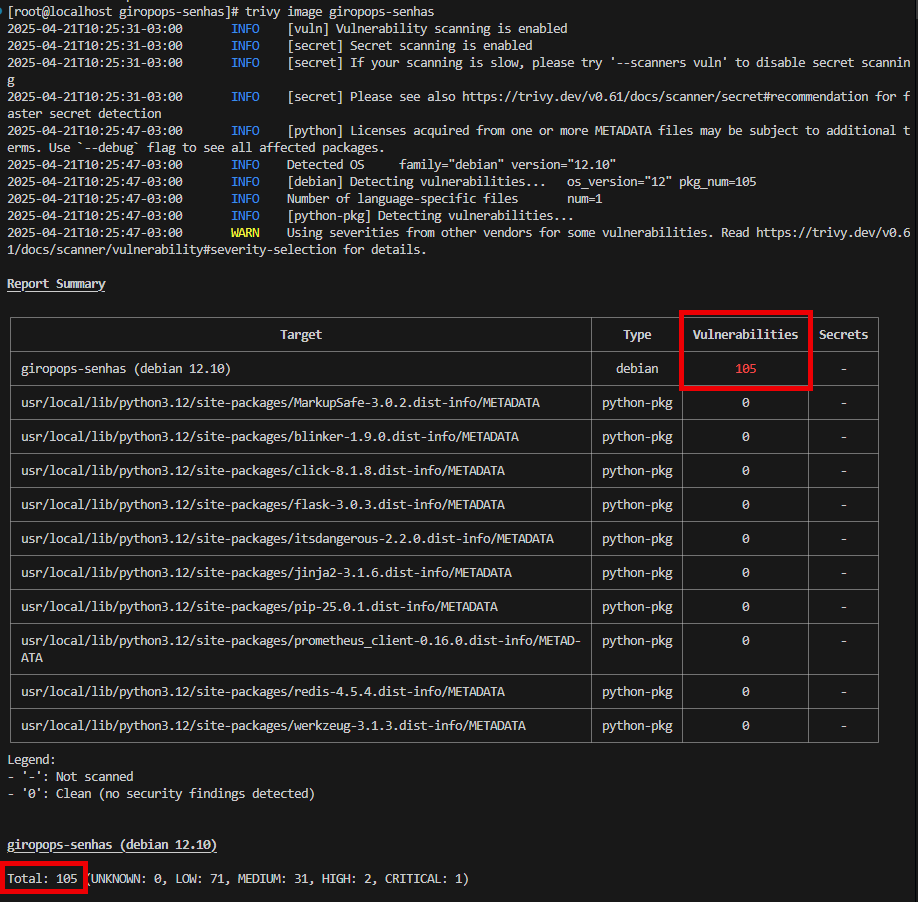 [root@localhost giropops-senhas]# trivy image giropops-senhas
2025-04-21T10:25:31-03:00 INFO [vuln] Vulnerability scanning is enabled
2025-04-21T10:25:31-03:00 INFO [secret] Secret scanning is enabled
2025-04-21T10:25:31-03:00 INFO [secret] If your scanning is slow, please try '--scanners vuln' to disable secret scannin
g
2025-04-21T10:25:31-03:00 INFO [secret] Please see also https://trivy.dev/v0.61/docs/scanner/secret#recommendation for f
aster secret detection
2025-04-21T10:25:47-03:00 INFO [python] Licenses acquired from one or more METADATA files may be subject to additional t
erms. Use `--debug` flag to see all affected packages.
2025-04-21T10:25:47-03:00 INFO Detected OS family="debian" version="12.10"
2025-04-21T10:25:47-03:00 INFO [debian] Detecting vulnerabilities... os_version="12" pkg_num=105
2025-04-21T10:25:47-03:00 INFO Number of language-specific files num=1
2025-04-21T10:25:47-03:00 INFO [python-pkg] Detecting vulnerabilities...
2025-04-21T10:25:47-03:00 WARN Using severities from other vendors for some vulnerabilities. Read https://trivy.dev/v0.6
1/docs/scanner/vulnerability#severity-selection for details.
Report Summary
Target Type Vulnerabilities Secrets
giropops-senhas (debian 12.10) debian 105 -
usr/local/lib/python3.12/site-packages/MarkupSafe-3.0.2.dist-info/METADATA python-pkg 0 -
usr/local/lib/python3.12/site-packages/blinker-1.9.0.dist-info/METADATA python-pkg 0 -
usr/local/lib/python3.12/site-packages/click-8.1.8.dist-info/METADATA python-pkg 0 -
usr/local/lib/python3.12/site-packages/flask-3.0.3.dist-info/METADATA python-pkg 0 -
usr/local/lib/python3.12/site-packages/itsdangerous-2.2.0.dist-info/METADATA python-pkg 0 -
usr/local/lib/python3.12/site-packages/jinja2-3.1.6.dist-info/METADATA python-pkg 0 -
usr/local/lib/python3.12/site-packages/pip-25.0.1.dist-info/METADATA python-pkg 0 -
usr/local/lib/python3.12/site-packages/prometheus_client-0.16.0.dist-info/METAD- python-pkg 0 -
ATA
usr/local/lib/python3.12/site-packages/redis-4.5.4.dist-info/METADATA python-pkg 0 -
usr/local/lib/python3.12/site-packages/werkzeug-3.1.3.dist-info/METADATA python-pkg 0 -
Legend:
- '-': Not scanned
- '0': Clean (no security findings detected)
giropops-senhas (debian 12.10)
Total: 105 (UNKNOWN: 0, LOW: 71, MEDIUM: 31, HIGH: 2, CRITICAL: 1)